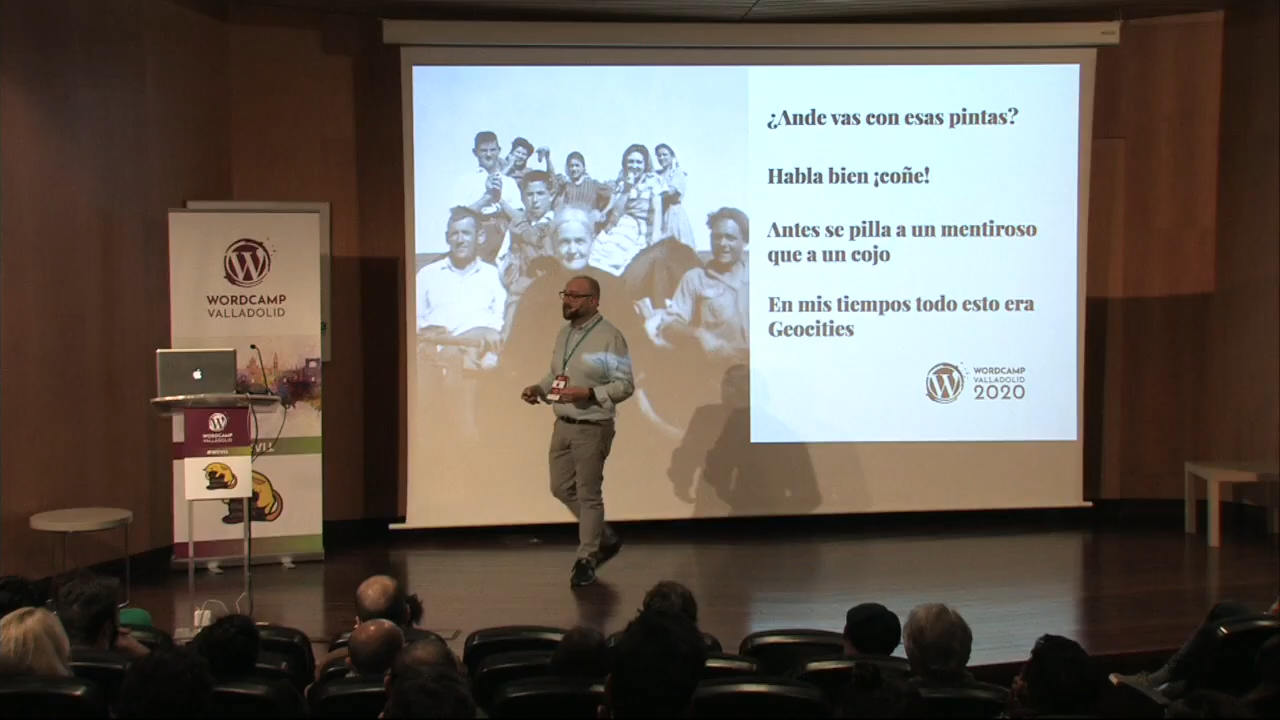 ¿Ande vas con esas pintas?
Habla bien ¡coñe!
Antes se pilla a un mentiroso
que a un cojo
En mis tiempos todo esto era
Geocities
WORDCAMP
VALLADOLID
2020
WORDCAMP
VALLADOLID
WORDCAMP
VALLADOLID